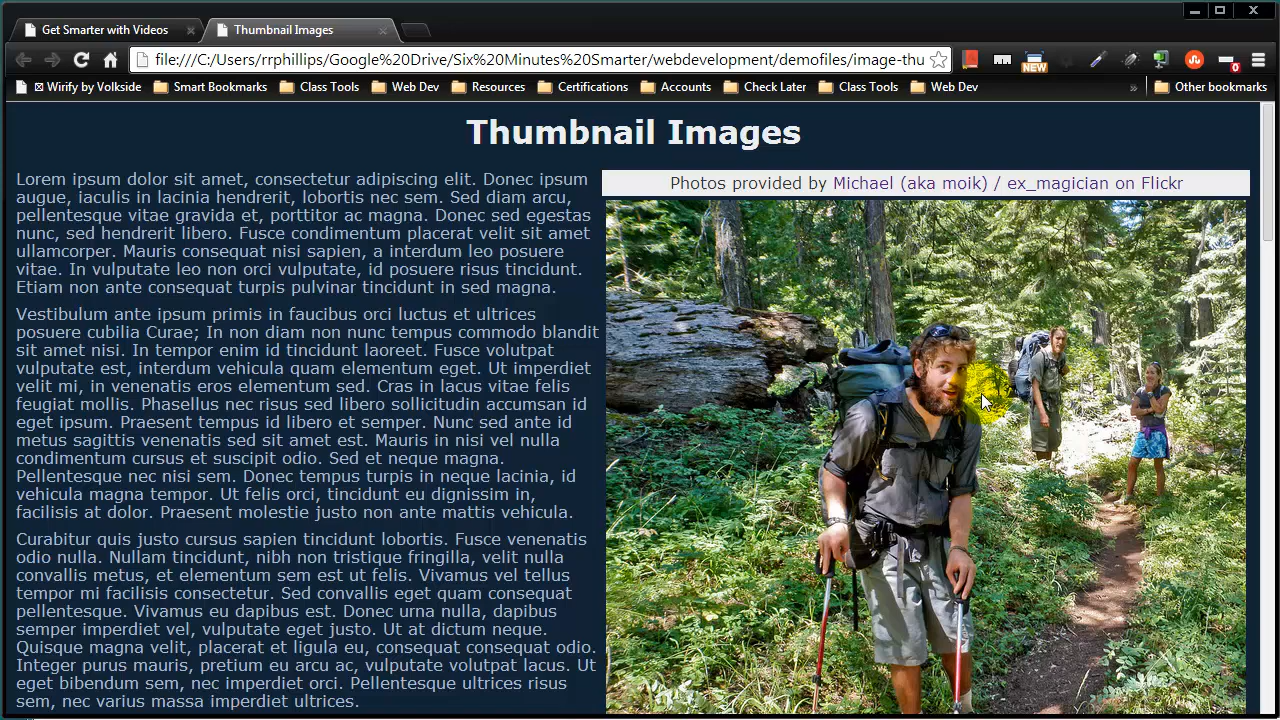 Get Smarter with Videos
Thumbnail Images
file:///C:/Users/rrphillips/Google%20Drive/Six%20Minutes%20Smarter/webdevelopment/demofiles/image-thu
NEW
0
Wirify by Volkside
Smart Bookmarks
Class Tools
Web Dev
Resources
Certifications
Accounts
Check Later
Class Tools
Web Dev
»
Other bookmarks
Thumbnail Images
Lorem ipsum dolor sit amet, consectetur adipiscing elit. Donec ipsum
augue, iaculis in lacinia hendrerit, lobortis nec sem. Sed diam arcu,
pellentesque vitae gravida et, porttitor ac magna. Donec sed egestas
nunc, sed hendrerit libero. Fusce condimentum placerat velit sit amet
ullamcorper. Mauris consequat nisi sapien, a interdum leo posuere
vitae. In vulputate leo non orci vulputate, id posuere risus tincidunt.
Etiam non ante consequat turpis pulvinar tincidunt in sed magna.
Vestibulum ante ipsum primis in faucibus orci luctus et ultrices
posuere cubilia Curae; In non diam non nunc tempus commodo blandit
sit amet nisi. In tempor enim id tincidunt laoreet. Fusce volutpat
vulputate est, interdum vehicula quam elementum eget. Ut imperdiet
velit mi, in venenatis eros elementum sed. Cras in lacus vitae felis
feugiat mollis. Phasellus nec risus sed libero sollicitudin accumsan id
eget ipsum. Praesent tempus id libero et semper. Nunc sed ante id
metus sagittis venenatis sed sit amet est. Mauris in nisi vel nulla
condimentum cursus et suscipit odio. Sed et neque magna.
Pellentesque nec nisi sem. Donec tempus turpis in neque lacinia, id
vehicula magna tempor. Ut felis orci, tincidunt eu dignissim in,
facilisis at dolor. Praesent molestie justo non ante mattis vehicula.
Curabitur quis justo cursus sapien tincidunt lobortis. Fusce venenatis
odio nulla. Nullam tincidunt, nibh non tristique fringilla, velit nulla
convallis metus, et elementum sem est ut felis. Vivamus vel tellus
tempor mi facilisis consectetur. Sed convallis eget quam consequat
pellentesque. Vivamus eu dapibus est. Donec urna nulla, dapibus
semper imperdiet vel, vulputate eget justo. Ut at dictum neque.
Quisque magna velit, placerat et ligula eu, consequat consequat odio.
Integer purus mauris, pretium eu arcu ac, vulputate volutpat lacus. Ut
eget bibendum sem, nec imperdiet orci. Pellentesque ultrices risus
sem, nec varius massa imperdiet ultrices.
Photos provided by Michael (aka moik) / ex_magician on Flickr